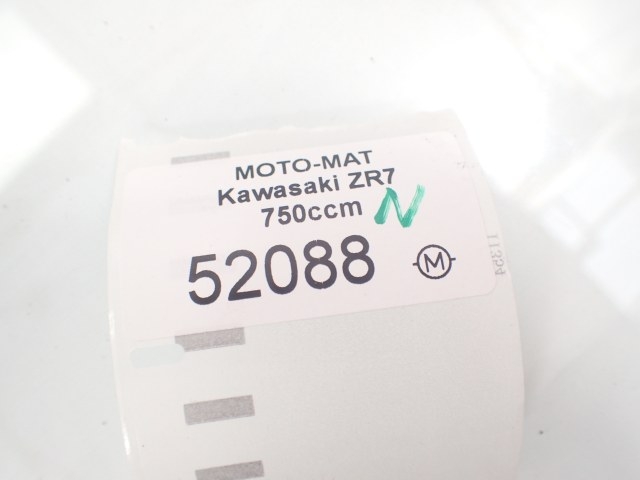 MOTO-MAT
Kawasaki ZR7
750ccm N
52088 M